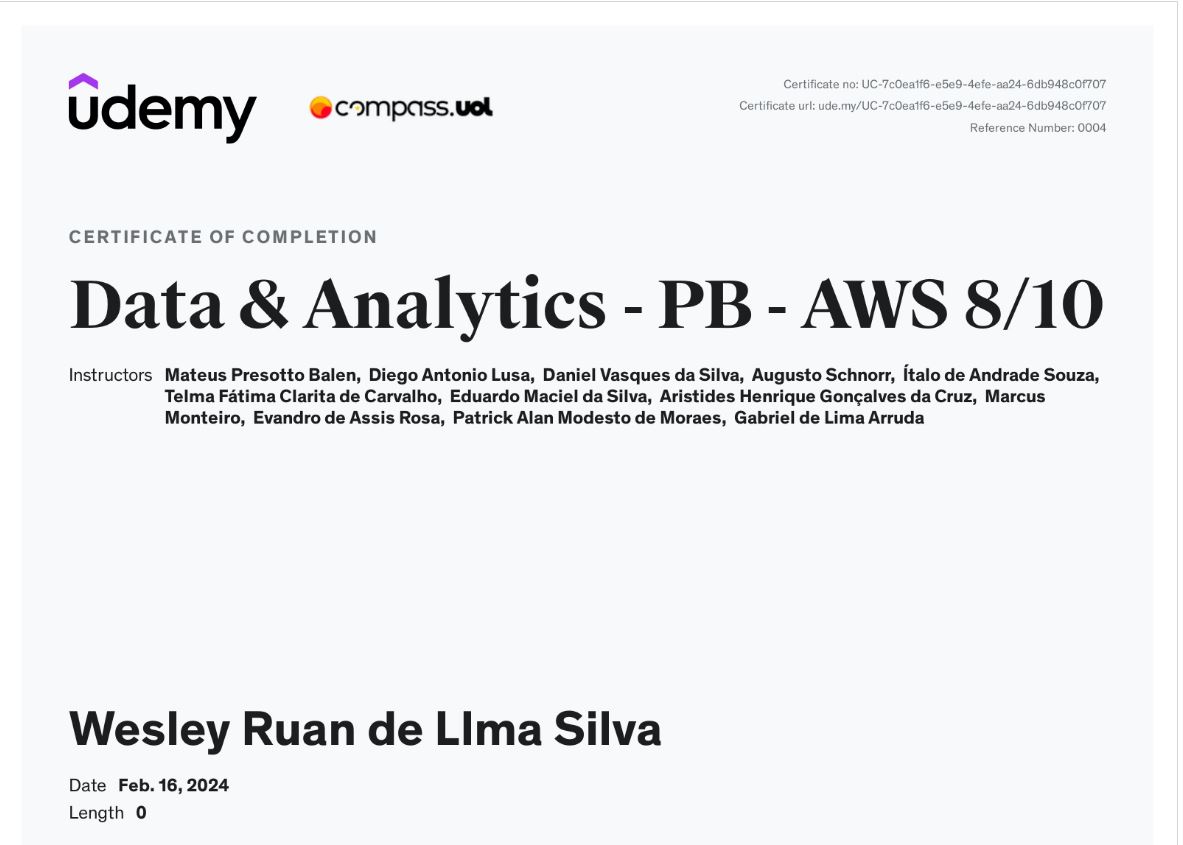 udemy
compass.uol
Certificate no: UC-7c0ea1f6-e5e9-4efe-aa24-6db948c0f707
Certificate url: ude.my/UC-7c0ea1f6-e5e9-4efe-aa24-6db948c0f707
Reference Number: 0004
CERTIFICATE OF COMPLETION
Data & Analytics - PB - AWS 8/10
Instructors Mateus Presotto Balen, Diego Antonio Lusa, Daniel Vasques da Silva, Augusto Schnorr, Ítalo de Andrade Souza,
Telma Fátima Clarita de Carvalho, Eduardo Maciel da Silva, Aristides Henrique Gonçalves da Cruz, Marcus
Monteiro, Evandro de Assis Rosa, Patrick Alan Modesto de Moraes, Gabriel de Lima Arruda
Wesley Ruan de LIma Silva
Date Feb. 16, 2024
Length 0